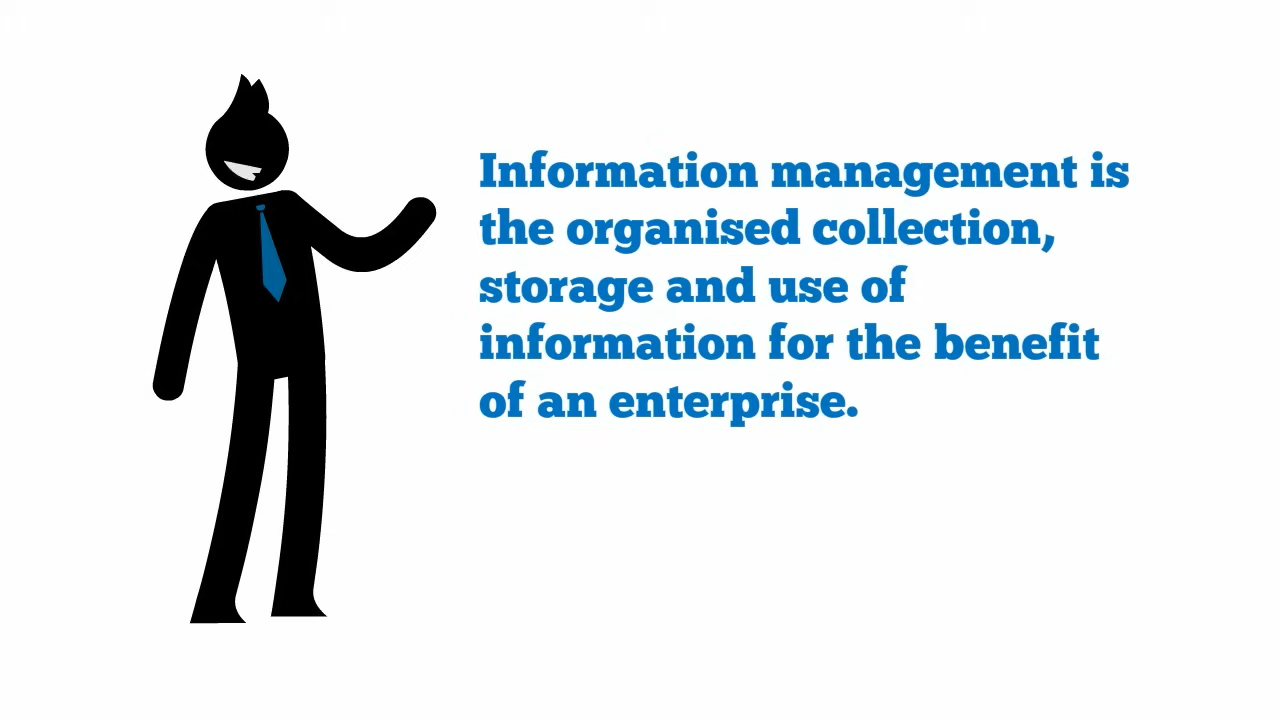 Information management is
the organised collection,
storage and use of
information for the benefit
of an enterprise.